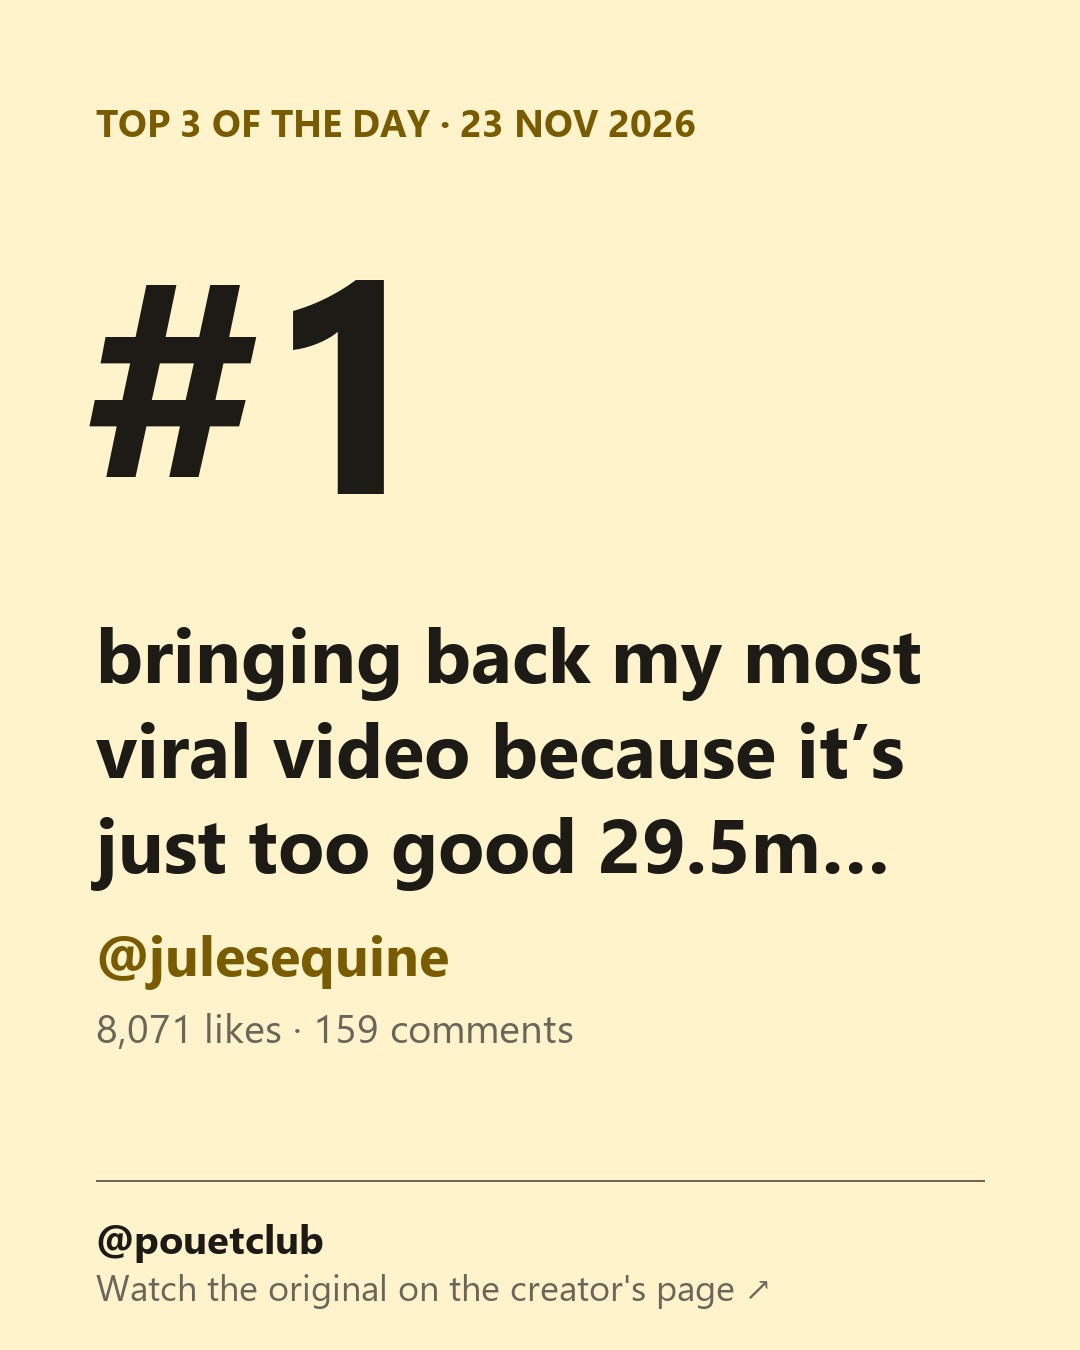 TOP 3 OF THE DAY · 23 NOV 2026
#1
bringing back my most
viral video because it’s
just too good 29.5m…
@julesequine
8,071 likes · 159 comments
@pouetclub
Watch the original on the creator's page ↗